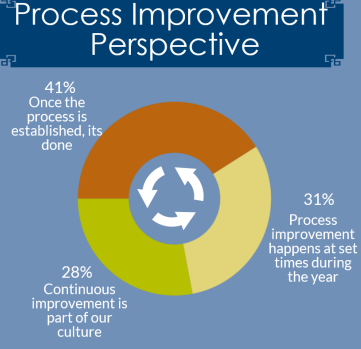 Process Improvement
Perspective
41%
Once the
process is
established, its
done
31%
Process
improvement
happens at set
times during
the year
28%
Continuous
improvement is
part of our
culture